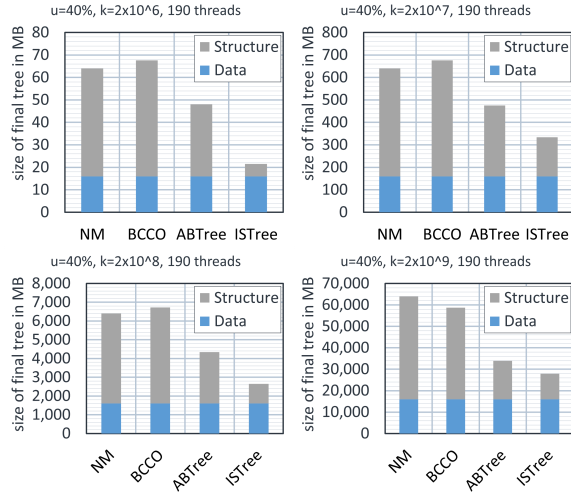 u=40%, k=2x10^6, 190 threads
size of final tree in MB
80
70
60
50
40
30
20
10
0
Structure
Data
NM BCCO ABTree ISTree
u=40%, k=2x10^7, 190 threads
size of final tree in MB
800
700
600
500
400
300
200
100
0
Structure
Data
NM BCCO ABTree ISTree
u=40%, k=2x10^8, 190 threads
size of final tree in MB
8,000
7,000
6,000
5,000
4,000
3,000
2,000
1,000
0
Structure
Data
NM BCCO ABTree ISTree
u=40%, k=2x10^9, 190 threads
size of final tree in MB
70,000
60,000
50,000
40,000
30,000
20,000
10,000
0
Structure
Data
NM BCCO ABTree ISTree